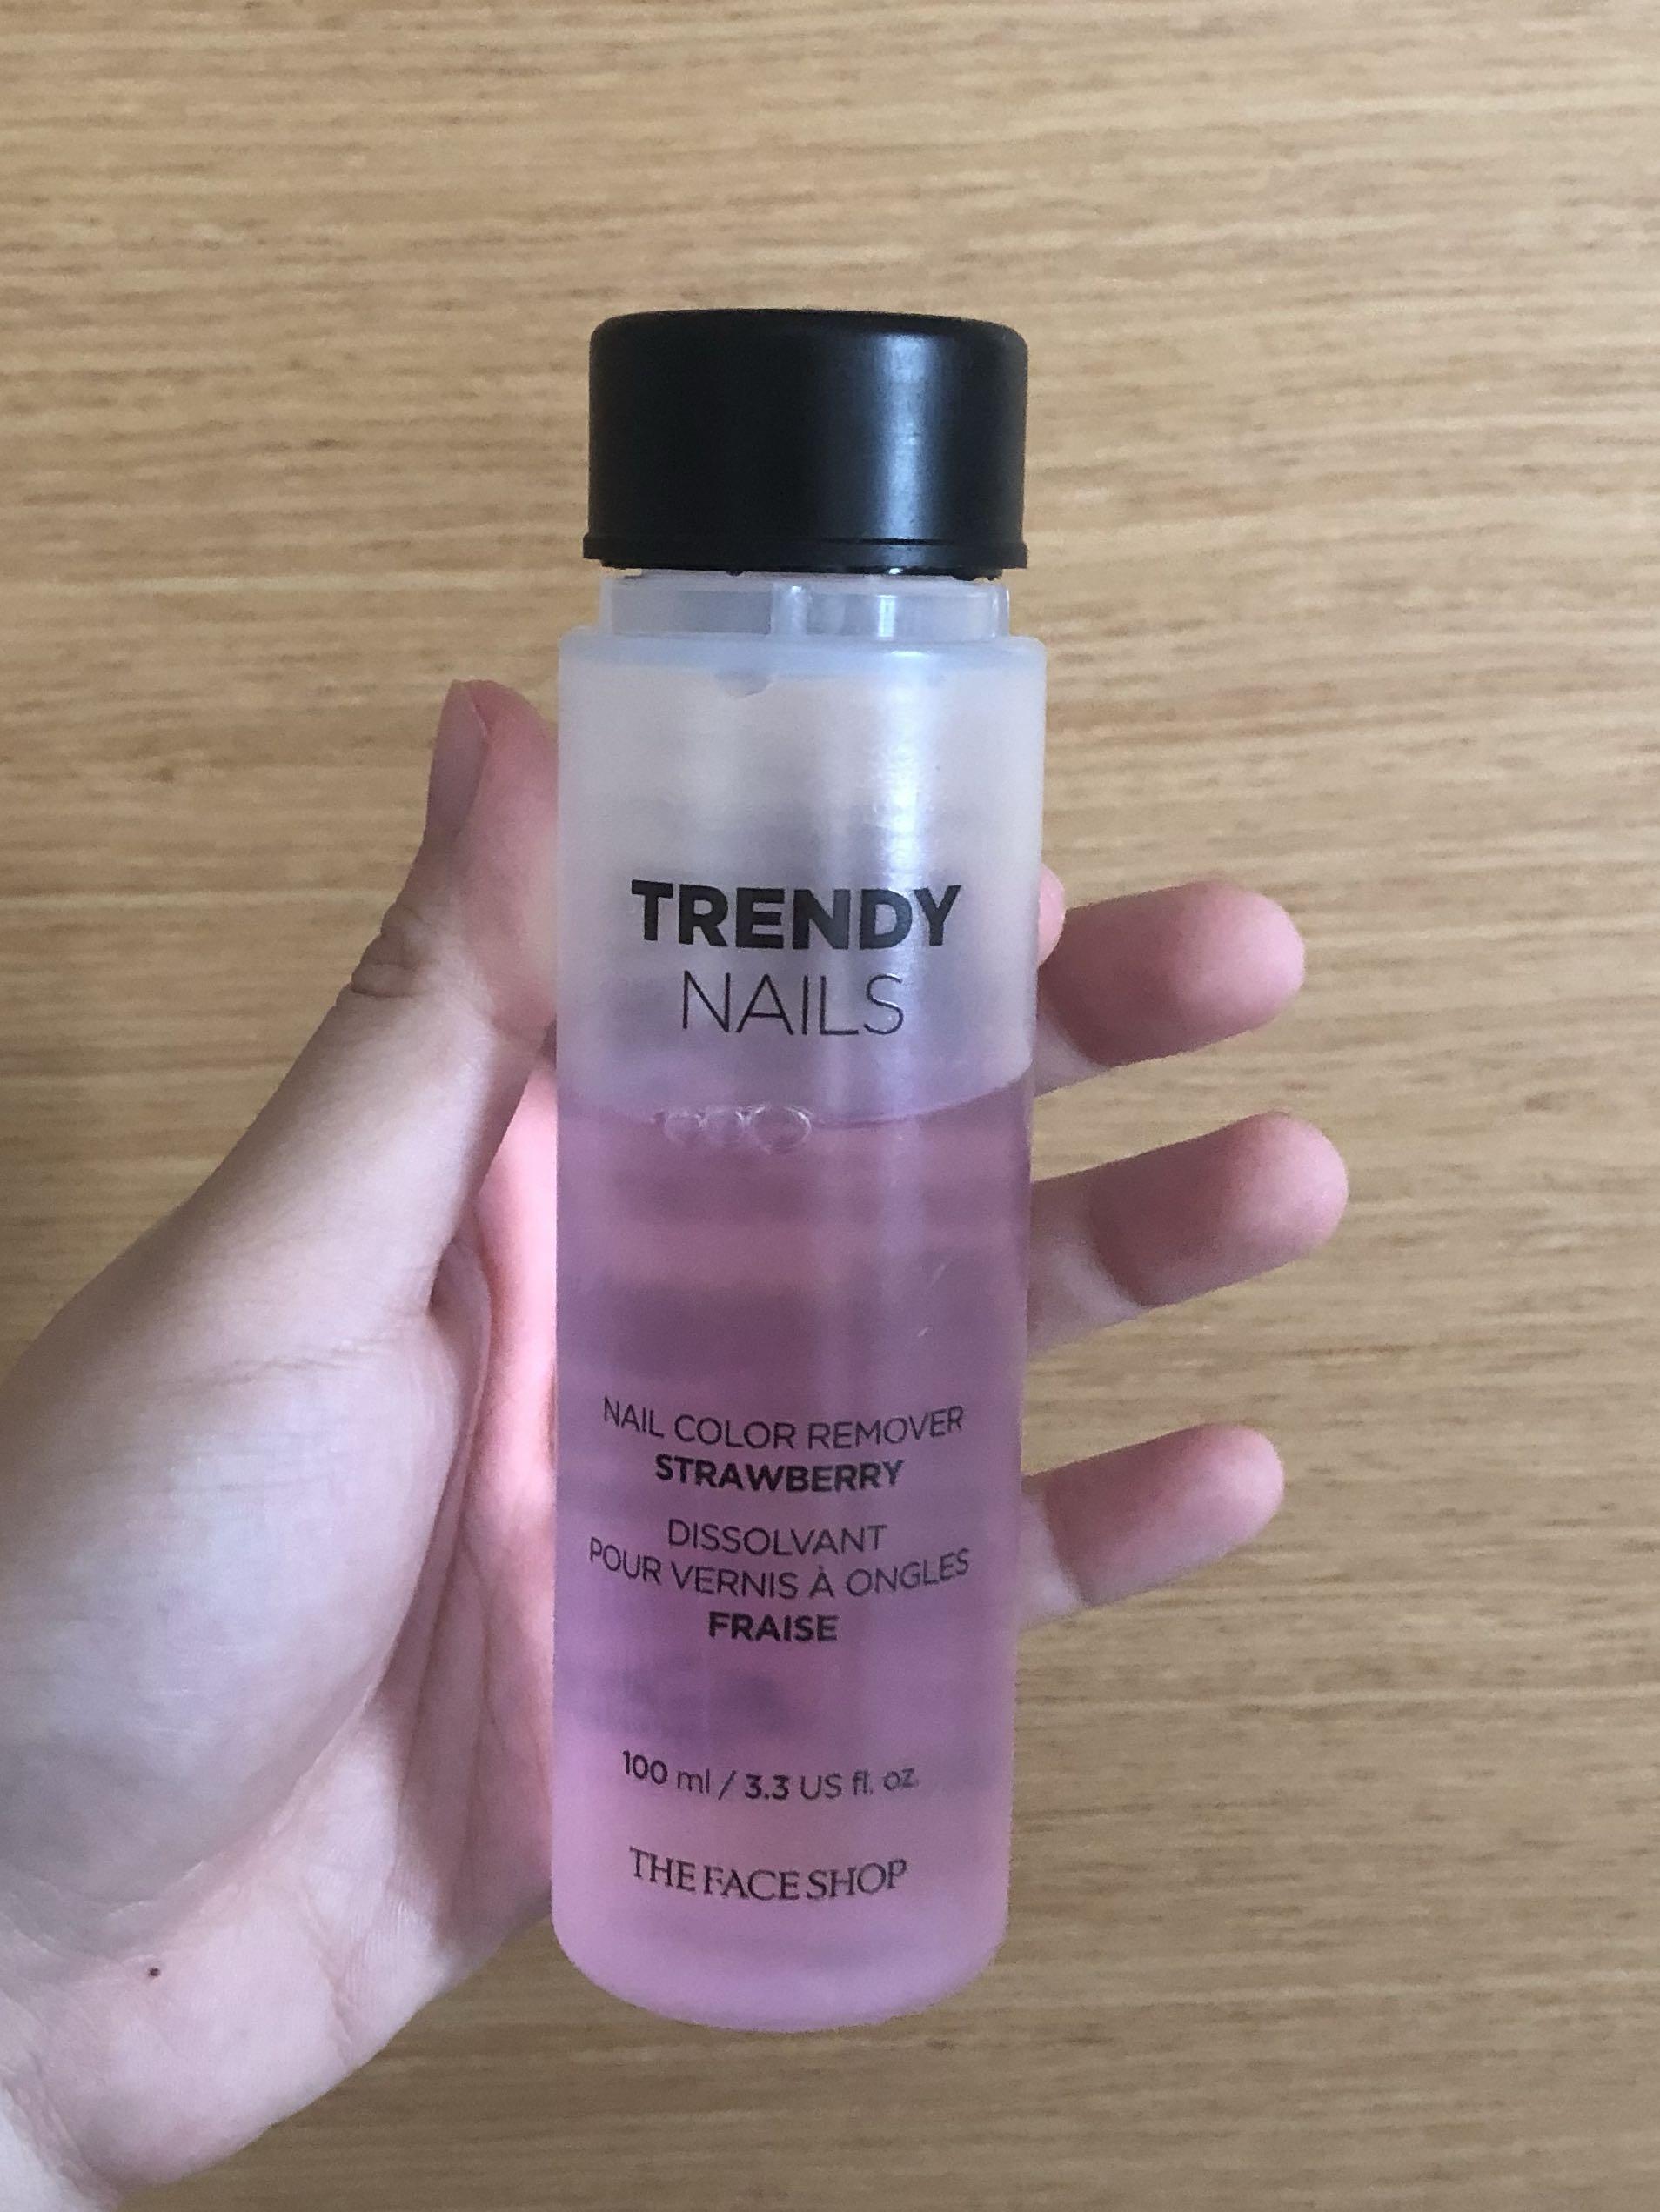 TRENDY
NAILS
NAIL COLOR REMOVER
STRAWBERRY
DISSOLVANT
POUR VERNIS À ONGLES
FRAISE
100 ml / 3.3 US fl. oz.
THE FACE SHOP